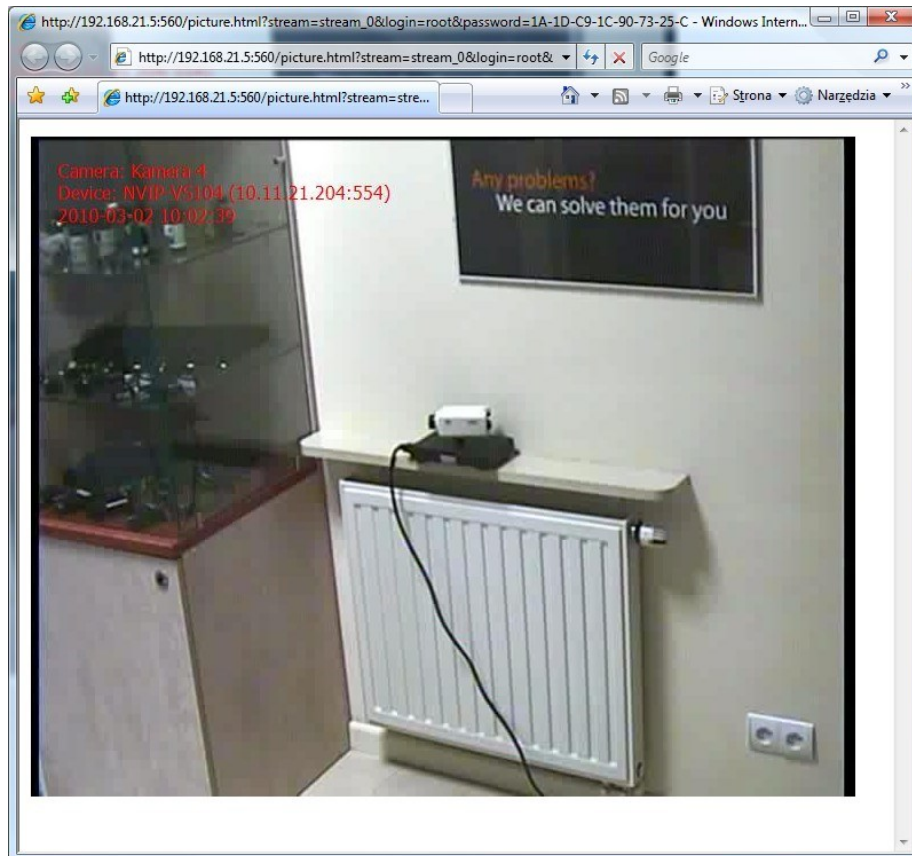 http://192.168.21.5:560/picture.html?stream=stream_0&login=root&password=1A-1D-C9-1C-90-73-25-C - Windows Intern...
http://192.168.21.5:560/picture.html?stream=stream_0&login=root&
Google
http://192.168.21.5:560/picture.html?stream=stre...
Strona
Narzędzia
Camera: Kamera 4
Device: NVIP-VS104 (10.11.21.204:554)
2010-03-02 10:02:39
Any problems?
We can solve them for you